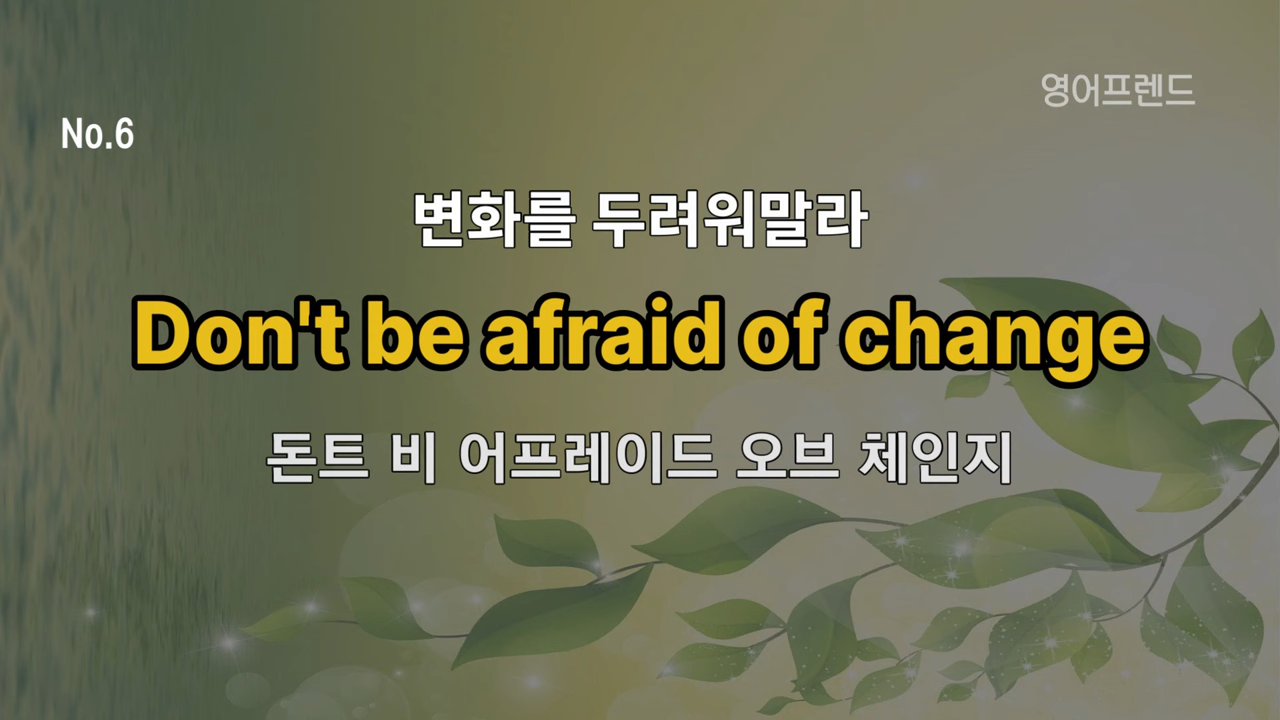 영어프렌드
No.6
변화를 두려워말라
Don't be afraid of change
돈트 비 어프레이드 오브 체인지